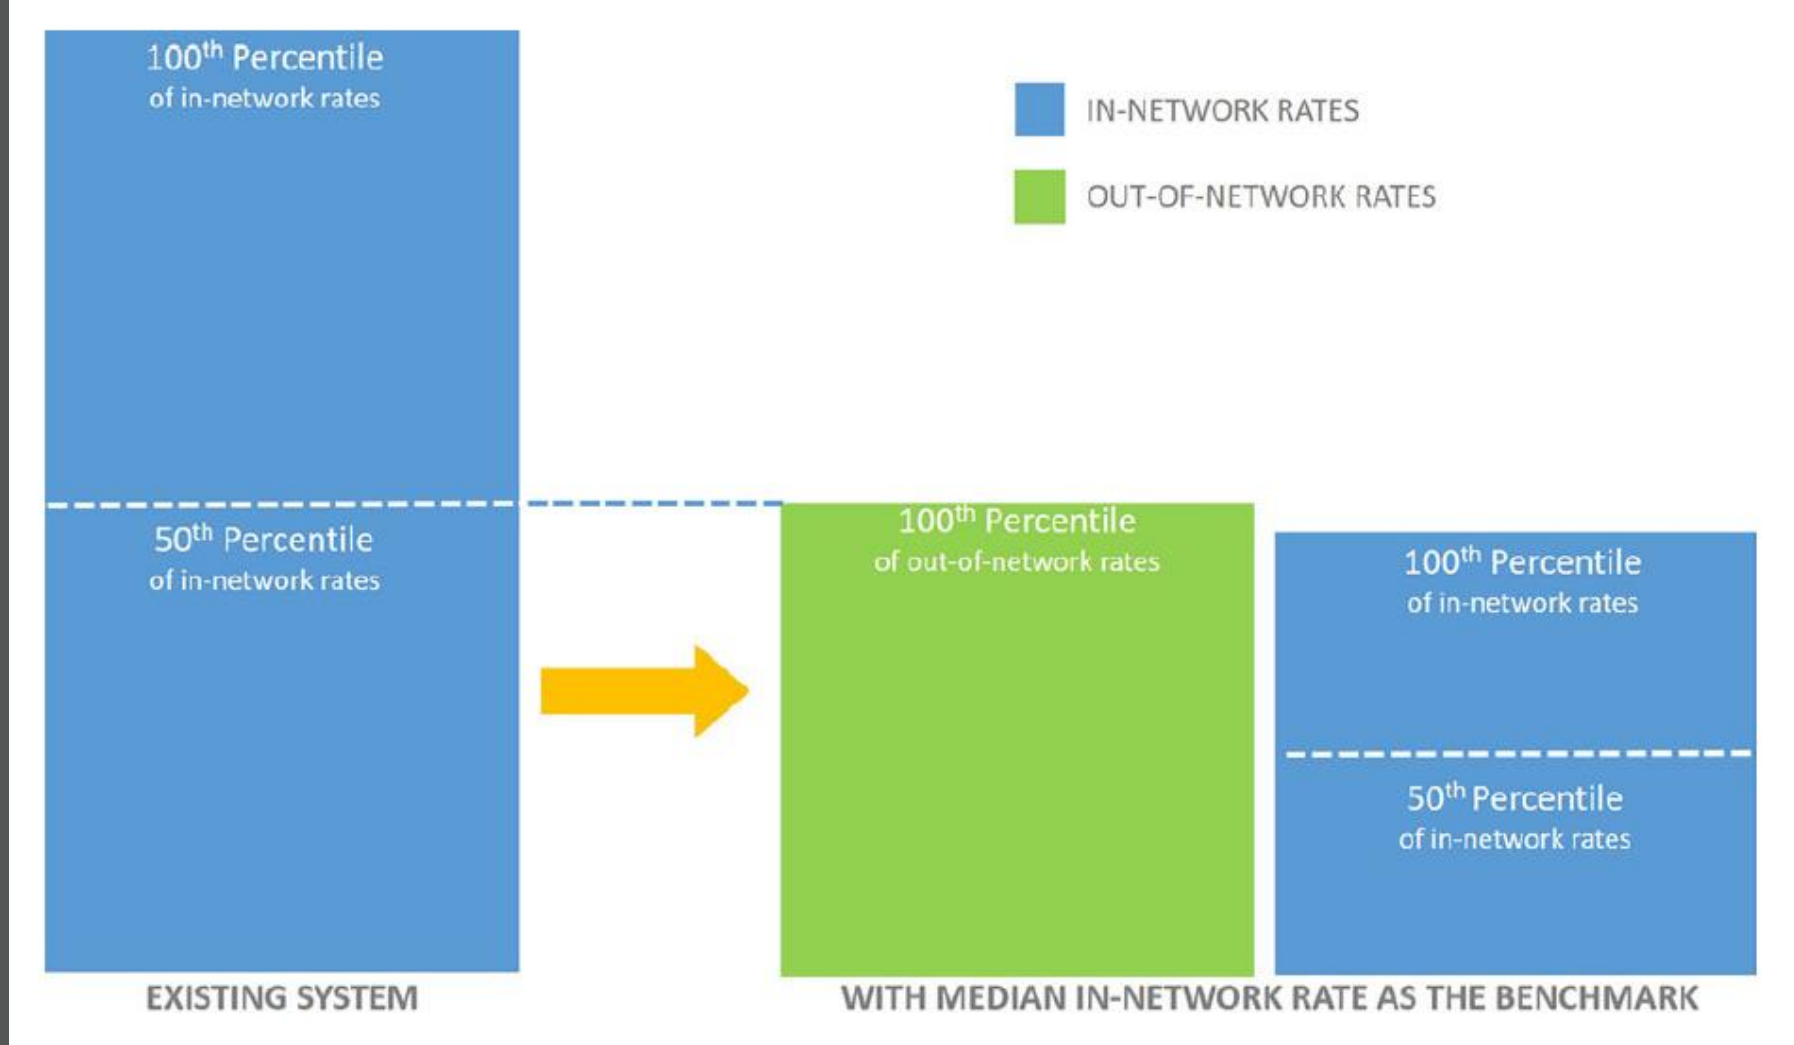 100th Percentile
of in-network rates
IN-NETWORK RATES
OUT-OF-NETWORK RATES
50th Percentile
of in-network rates
100th Percentile
of out-of-network rates
100th Percentile
of in-network rates
50th Percentile
of in-network rates
EXISTING SYSTEM
WITH MEDIAN IN-NETWORK RATE AS THE BENCHMARK